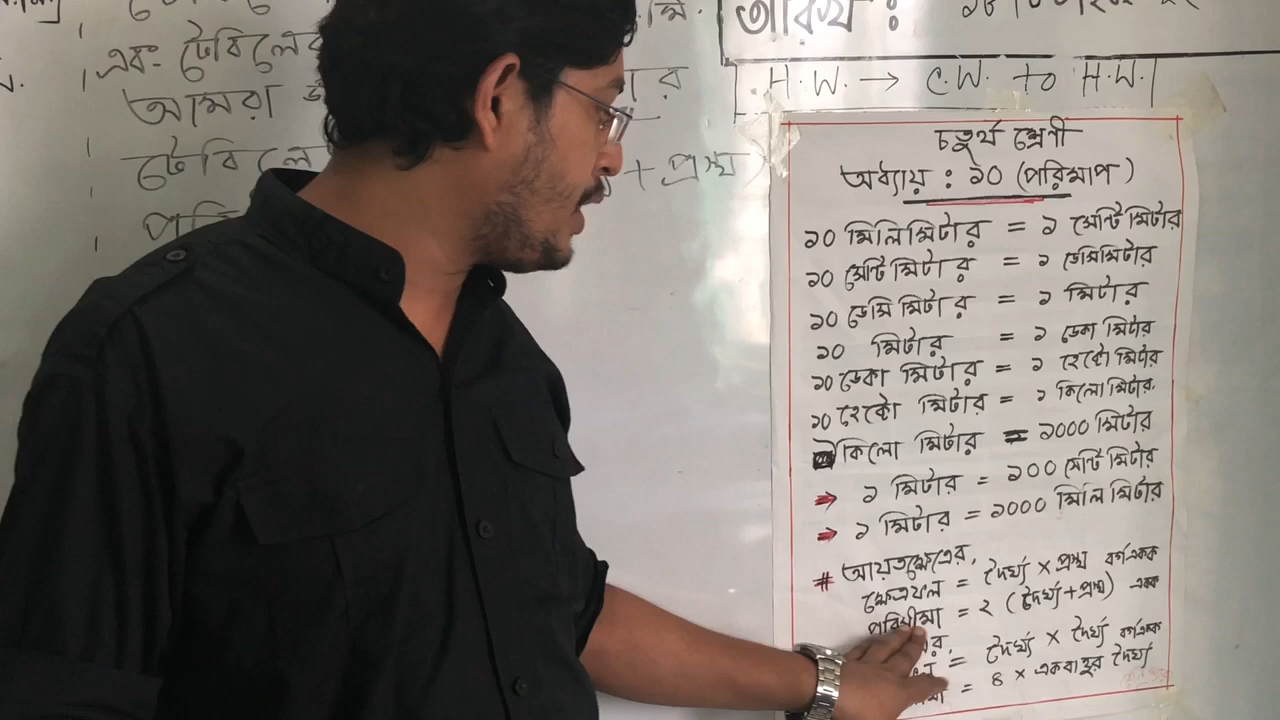 এবং টেবিলের
আমরা
টেবিলে + প্রস্থ
H.W. → C.W. to H.W.
চতুর্থ শ্রেণী
অধ্যায় : ১০ (পরিমাপ)
১০ মিলিমিটার = ১ সেন্টিমিটার
১০ সেন্টিমিটার = ১ ডেসিমিটার
১০ ডেসিমিটার = ১ মিটার
১০ মিটার = ১ ডেকা মিটার
১০ ডেকা মিটার = ১ হেক্টো মিটার
১০ হেক্টো মিটার = ১ কিলোমিটার
১ কিলো মিটার = ১০০০ মিটার
→ ১ মিটার = ১০০ সেন্টিমিটার
→ ১ মিটার = ১০০০ মিলি মিটার
# আয়তক্ষেত্রের,
ক্ষেত্রফল = দৈর্ঘ্য × প্রস্থ বর্গএকক
পরিসীমা = ২ (দৈর্ঘ্য+প্রস্থ) একক
র,
= দৈর্ঘ্য × দৈর্ঘ্য বর্গএকক
= ৪ × একবাহুর দৈর্ঘ্য